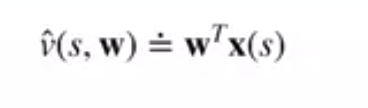 v̂(s, w) ≐ wᵀx(s)